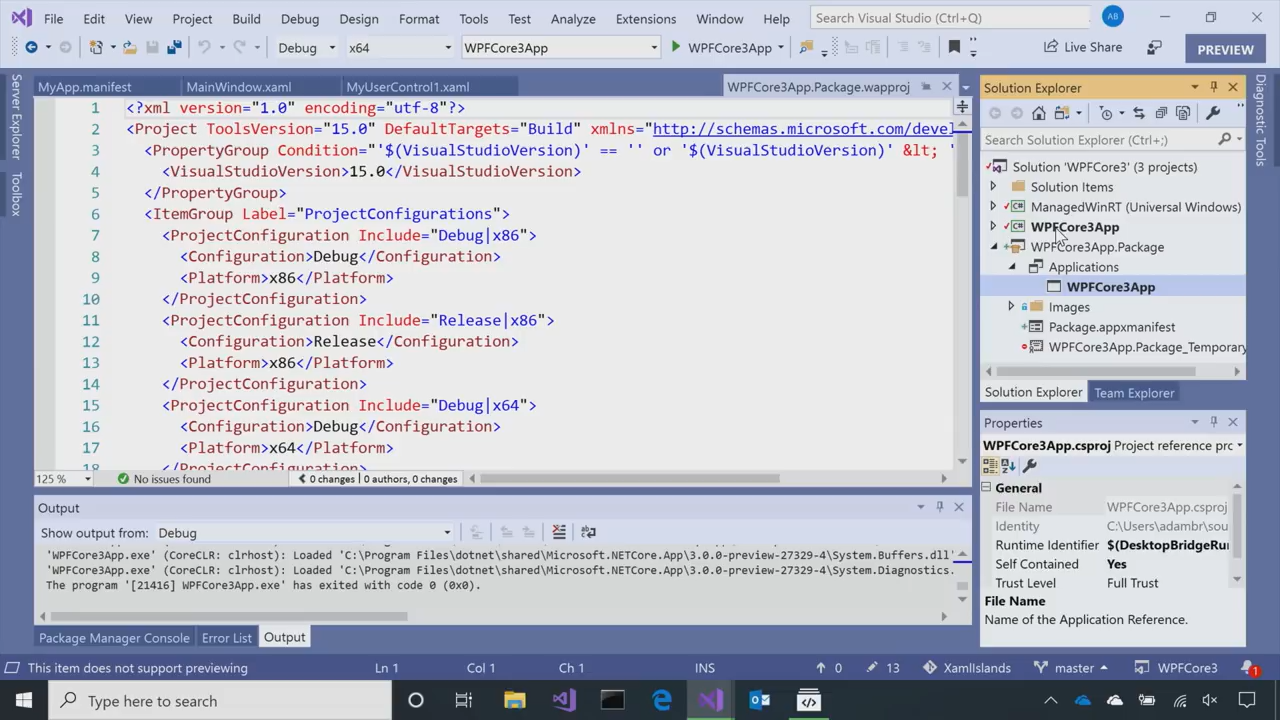 File Edit View Project Build Debug Design Format Tools Test Analyze Extensions Window Help Search Visual Studio (Ctrl+Q) AB
Debug x64 WPFCore3App WPFCore3App Live Share PREVIEW
Server Explorer
Toolbox
MyApp.manifest MainWindow.xaml MyUserControl1.xaml WPFCore3App.Package.wapproj
1 <?xml version="1.0" encoding="utf-8"?>
2 <Project ToolsVersion="15.0" DefaultTargets="Build" xmlns="http://schemas.microsoft.com/devel
3 <PropertyGroup Condition="'$(VisualStudioVersion)' == '' or '$(VisualStudioVersion)' &lt; '
4 <VisualStudioVersion>15.0</VisualStudioVersion>
5 </PropertyGroup>
6 <ItemGroup Label="ProjectConfigurations">
7 <ProjectConfiguration Include="Debug|x86">
8 <Configuration>Debug</Configuration>
9 <Platform>x86</Platform>
10 </ProjectConfiguration>
11 <ProjectConfiguration Include="Release|x86">
12 <Configuration>Release</Configuration>
13 <Platform>x86</Platform>
14 </ProjectConfiguration>
15 <ProjectConfiguration Include="Debug|x64">
16 <Configuration>Debug</Configuration>
17 <Platform>x64</Platform>
18 </ProjectConfiguration>
125 % No issues found 0 changes | 0 authors, 0 changes
Output
Show output from: Debug
'WPFCore3App.exe' (CoreCLR: clrhost): Loaded 'C:\Program Files\dotnet\shared\Microsoft.NETCore.App\3.0.0-preview-27329-4\System.Buffers.dll'
'WPFCore3App.exe' (CoreCLR: clrhost): Loaded 'C:\Program Files\dotnet\shared\Microsoft.NETCore.App\3.0.0-preview-27329-4\System.Diagnostics.
The program '[21416] WPFCore3App.exe' has exited with code 0 (0x0).
Package Manager Console Error List Output
Solution Explorer
Search Solution Explorer (Ctrl+;)
Solution 'WPFCore3' (3 projects)
Solution Items
C# ManagedWinRT (Universal Windows)
C# WPFCore3App
WPFCore3App.Package
Applications
WPFCore3App
Images
Package.appxmanifest
WPFCore3App.Package_Temporary
Solution Explorer Team Explorer
Properties
WPFCore3App.csproj Project reference prc
General
File Name WPFCore3App.csproj
Identity C:\Users\adambr\sou
Runtime Identifier $(DesktopBridgeRu
Self Contained Yes
Trust Level Full Trust
File Name
Name of the Application Reference.
Diagnostic Tools
This item does not support previewing Ln 1 Col 1 Ch 1 INS 0 13 XamlIslands master WPFCore3 1
Type here to search